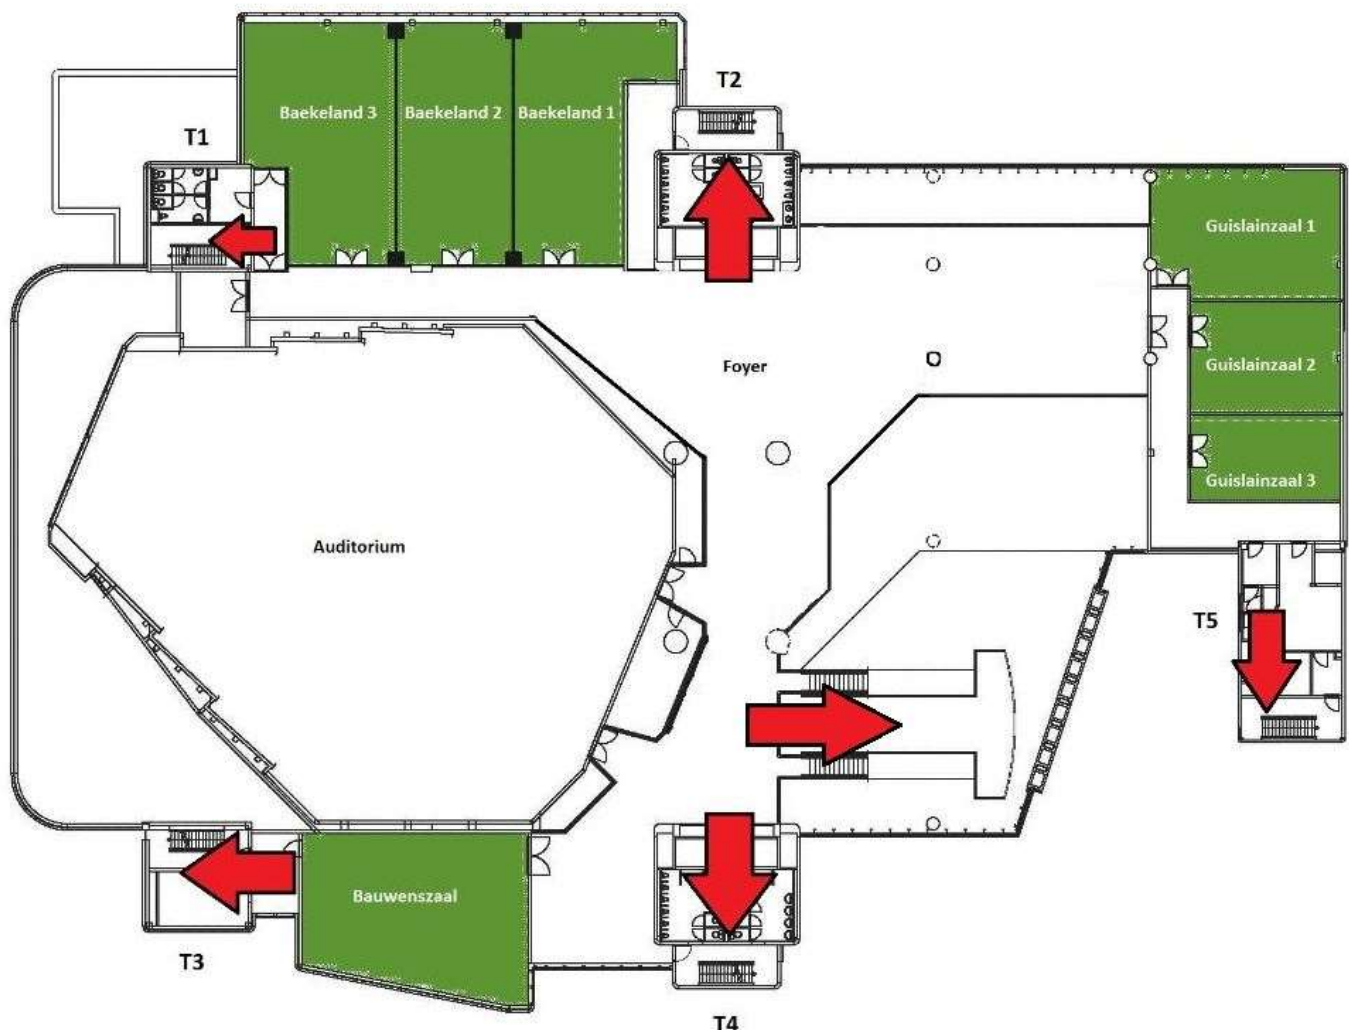 T2
Baekeland 3
Baekeland 2
Baekeland 1
T1
Guislainzaal 1
Foyer
Guislainzaal 2
Guislainzaal 3
Auditorium
T5
Bauwenszaal
T3
T4